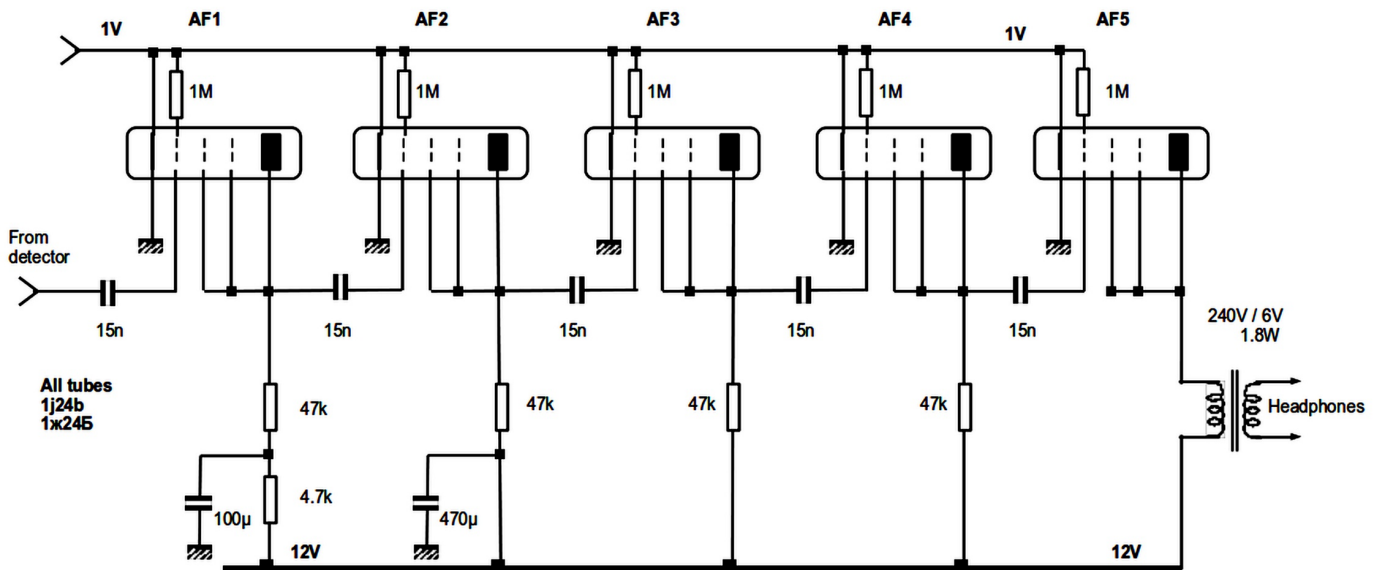 AF1
AF2
AF3
AF4
AF5
1V
1V
1M
1M
1M
1M
1M
From
detector
15n
15n
15n
15n
15n
240V / 6V
1.8W
All tubes
1j24b
1ж24Б
47k
47k
47k
47k
Headphones
4.7k
100µ
470µ
12V
12V